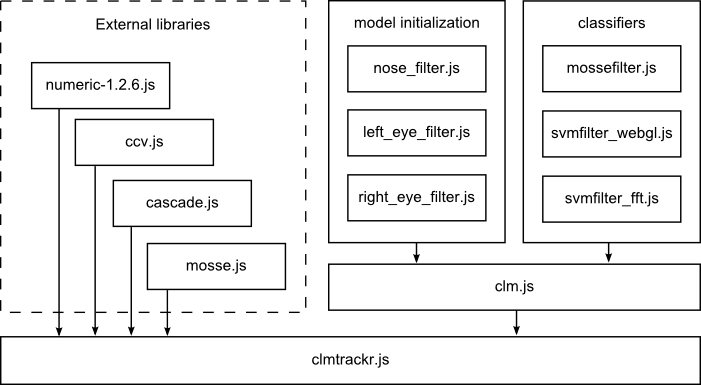 External libraries
numeric-1.2.6.js
ccv.js
cascade.js
mosse.js
model initialization
nose_filter.js
left_eye_filter.js
right_eye_filter.js
classifiers
mossefilter.js
svmfilter_webgl.js
svmfilter_fft.js
clm.js
clmtrackr.js